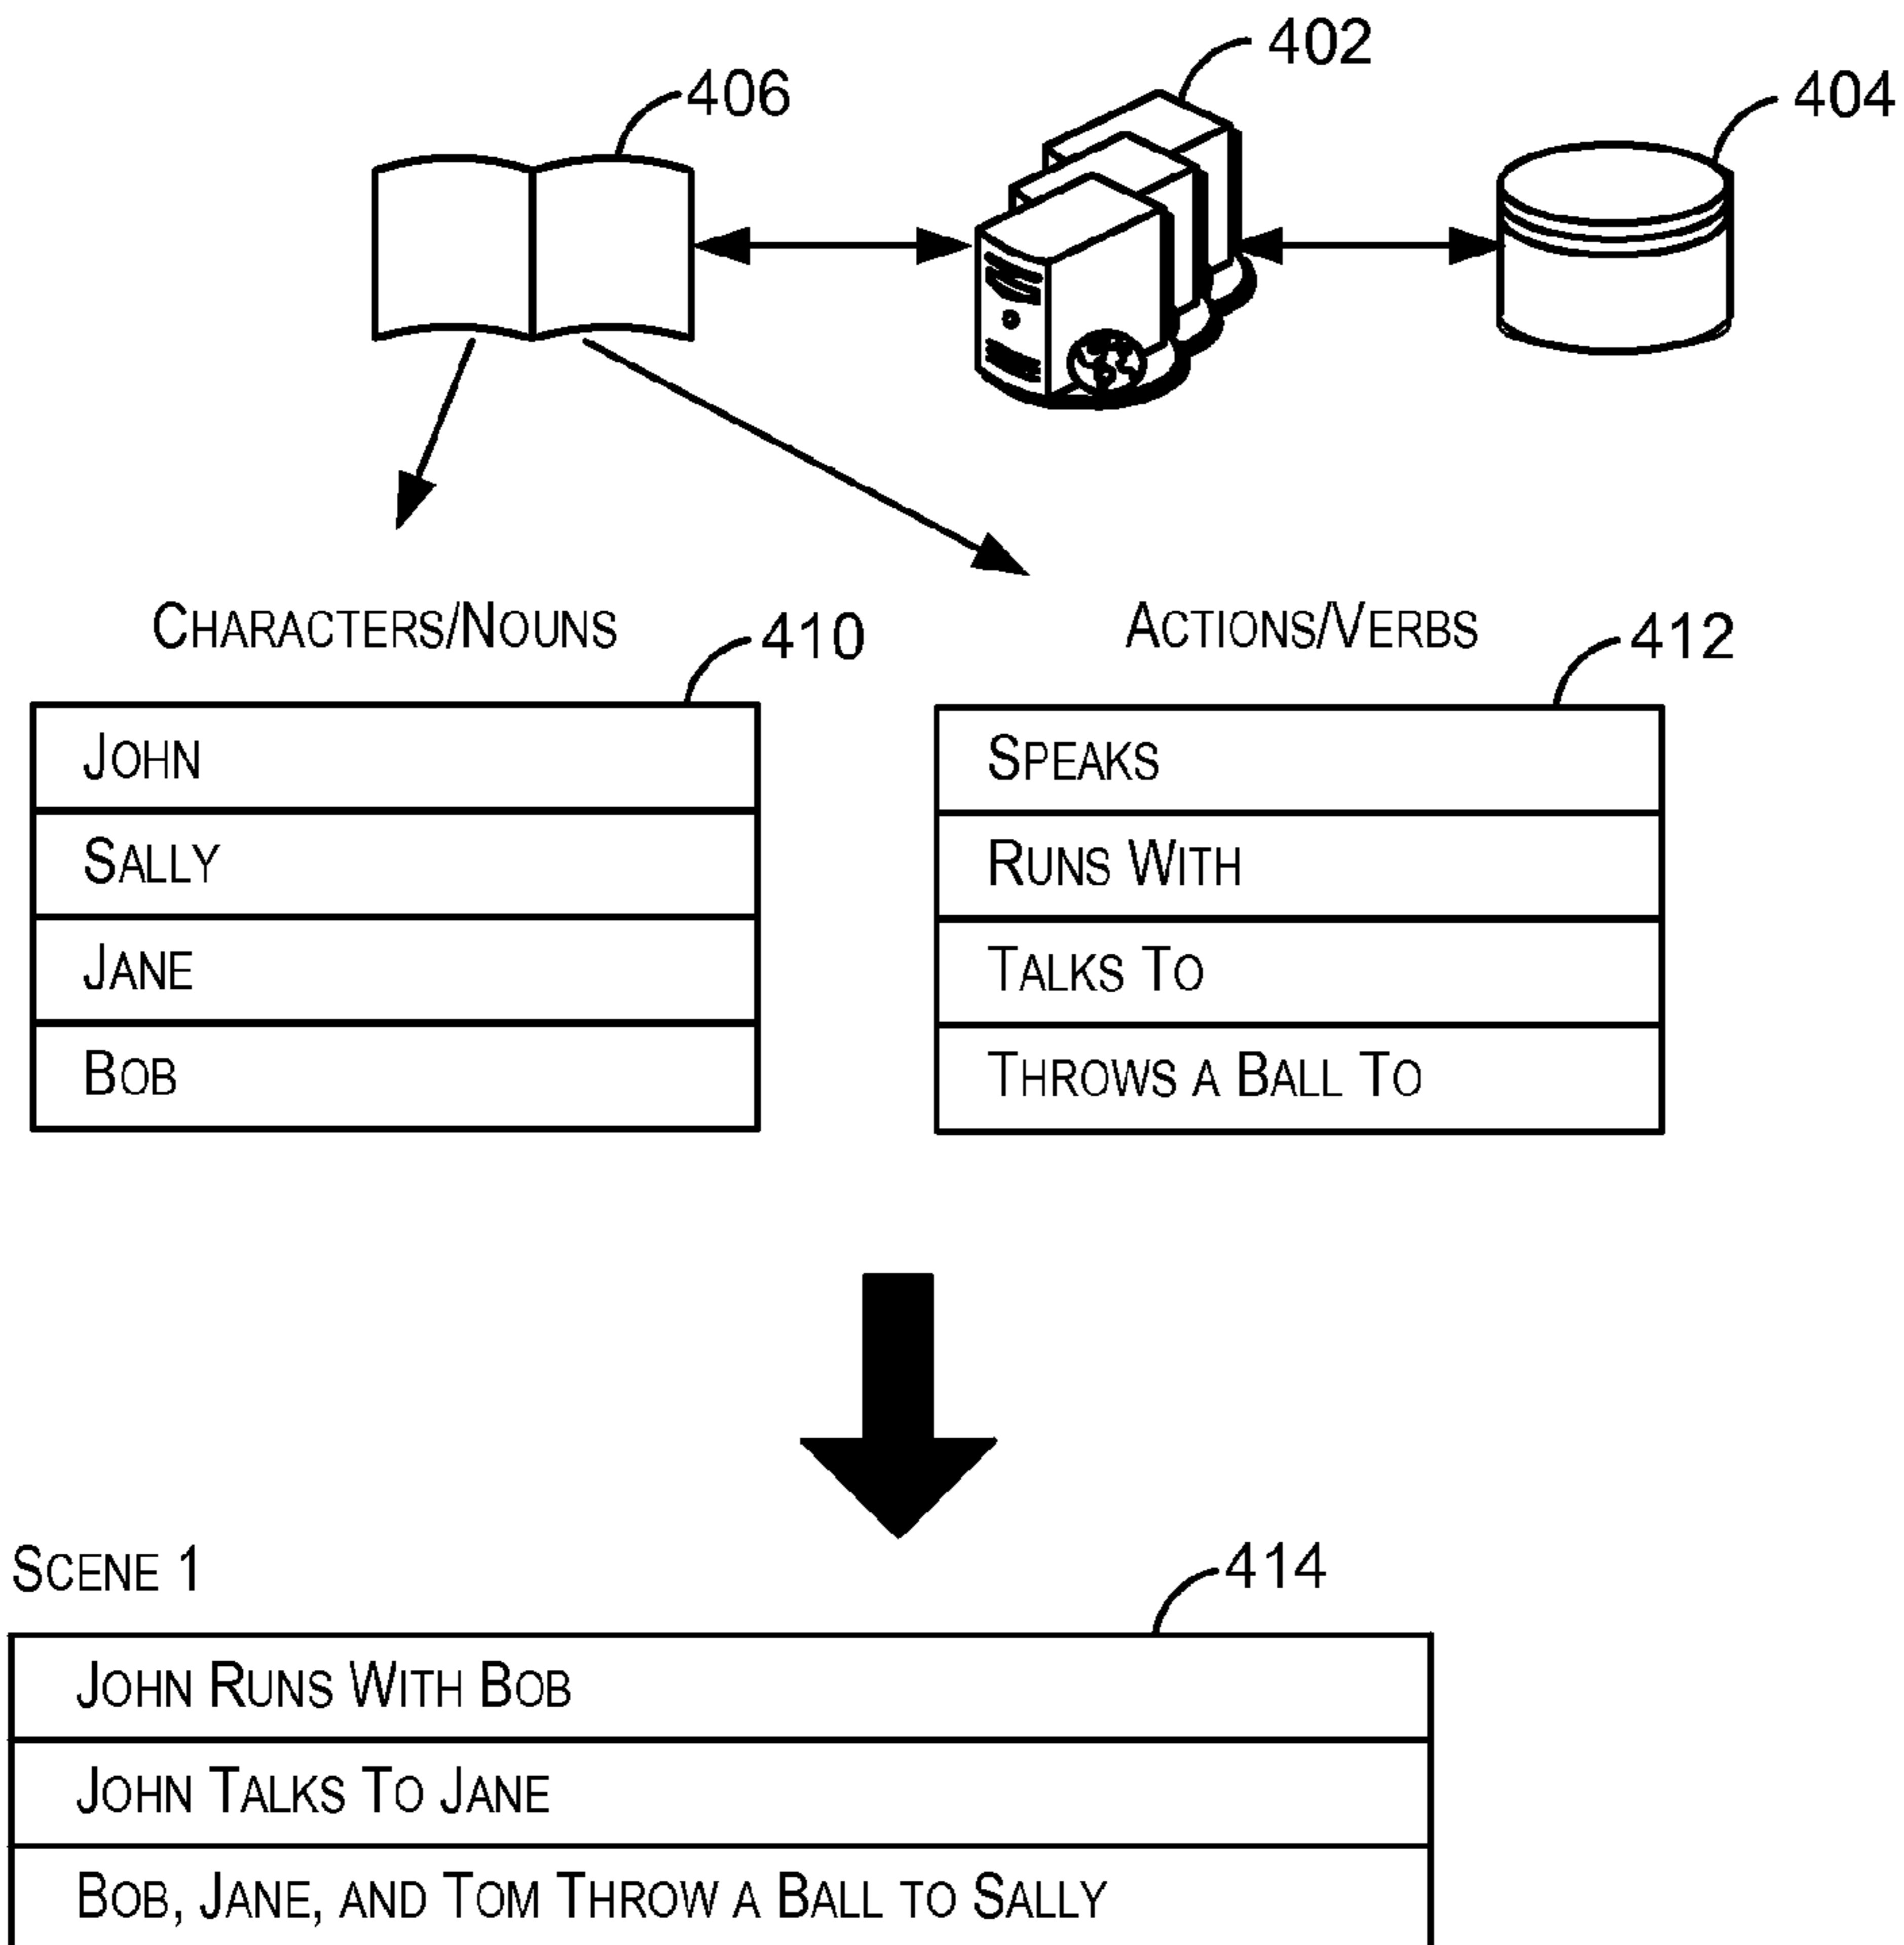 402
406
404
CHARACTERS/NOUNS
410
ACTIONS/VERBS
412
JOHN
SALLY
JANE
BOB
SPEAKS
RUNS WITH
TALKS TO
THROWS A BALL TO
SCENE 1
414
JOHN RUNS WITH BOB
JOHN TALKS TO JANE
BOB, JANE, AND TOM THROW A BALL TO SALLY